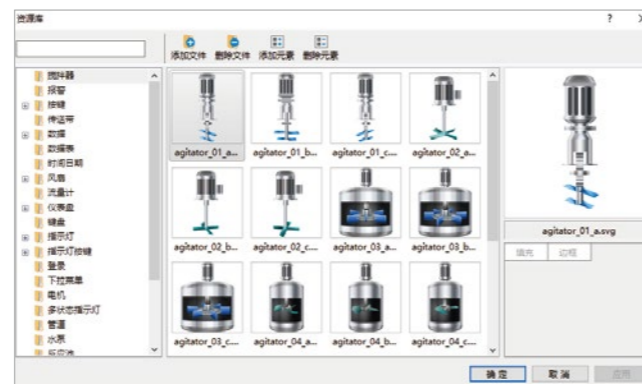 资源库
?
添加文件 删除文件 添加元素 删除元素
搅拌器
报警
按键
传送带
数据
数据表
时间日期
风扇
流量计
仪表盘
键盘
指示灯
指示灯按键
登录
下拉菜单
电机
多状态指示灯
管道
水泵
反应池
agitator_01_a... agitator_01_b... agitator_01_c... agitator_02_a...
agitator_02_b... agitator_02_c... agitator_03_a... agitator_03_b...
agitator_03_c... agitator_04_a... agitator_04_b... agitator_04_c...
agitator_01_a.svg
填充 边框
确定 取消 应用